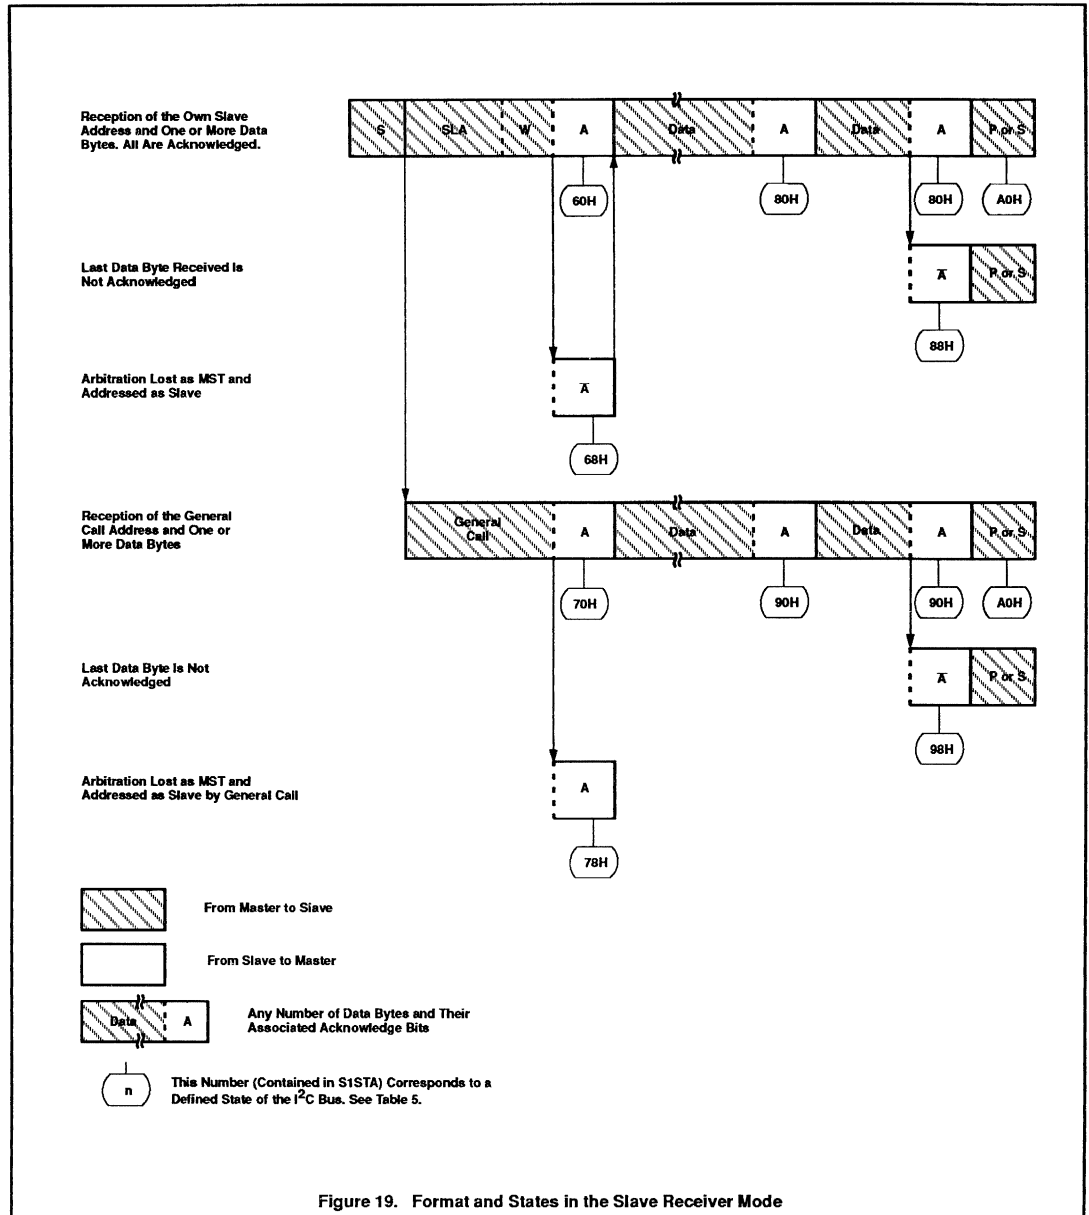 Reception of the Own Slave
Address and One or More Data
Bytes. All Are Acknowledged.
S SLA W A Data A Data A P or S
60H 80H 80H A0H
Last Data Byte Received Is
Not Acknowledged
A̅ P or S
88H
Arbitration Lost as MST and
Addressed as Slave
A̅
68H
Reception of the General
Call Address and One or
More Data Bytes
General
Call
A Data A Data A P or S
70H 90H 90H A0H
Last Data Byte Is Not
Acknowledged
A̅ P or S
98H
Arbitration Lost as MST and
Addressed as Slave by General Call
A
78H
From Master to Slave
From Slave to Master
Data A
Any Number of Data Bytes and Their
Associated Acknowledge Bits
n
This Number (Contained in S1STA) Corresponds to a
Defined State of the I²C Bus. See Table 5.
Figure 19. Format and States in the Slave Receiver Mode